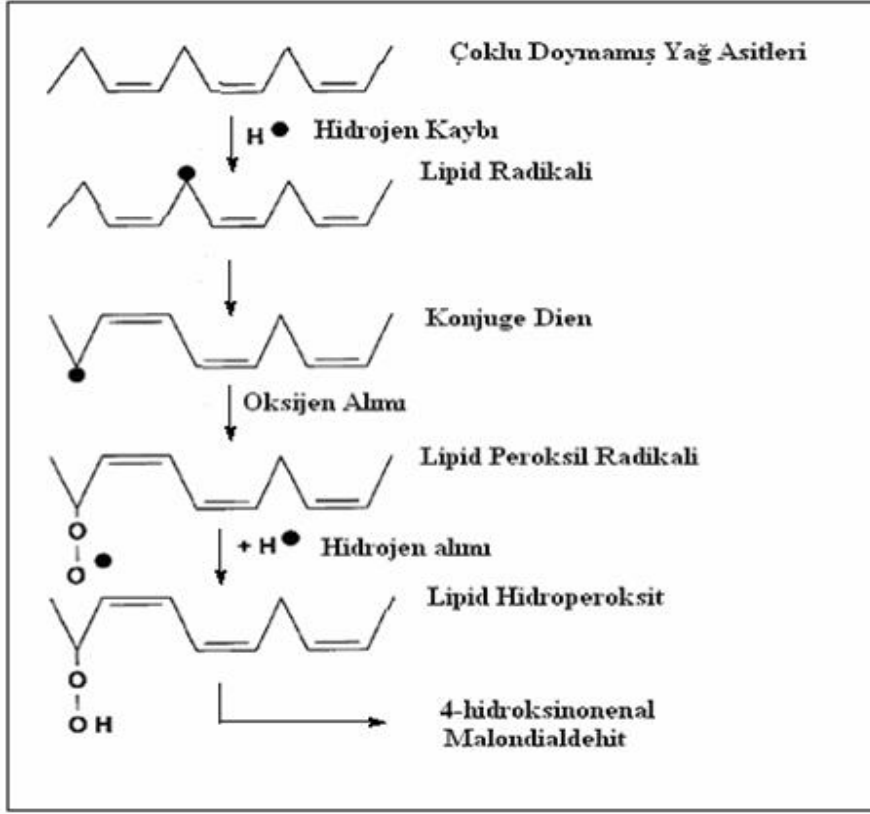 Çoklu Doymamış Yağ Asitleri
H Hidrojen Kaybı
Lipid Radikali
Konjuge Dien
Oksijen Alımı
Lipid Peroksil Radikali
O
O
+ H Hidrojen alımı
Lipid Hidroperoksit
O
OH
4-hidroksinonenal
Malondialdehit